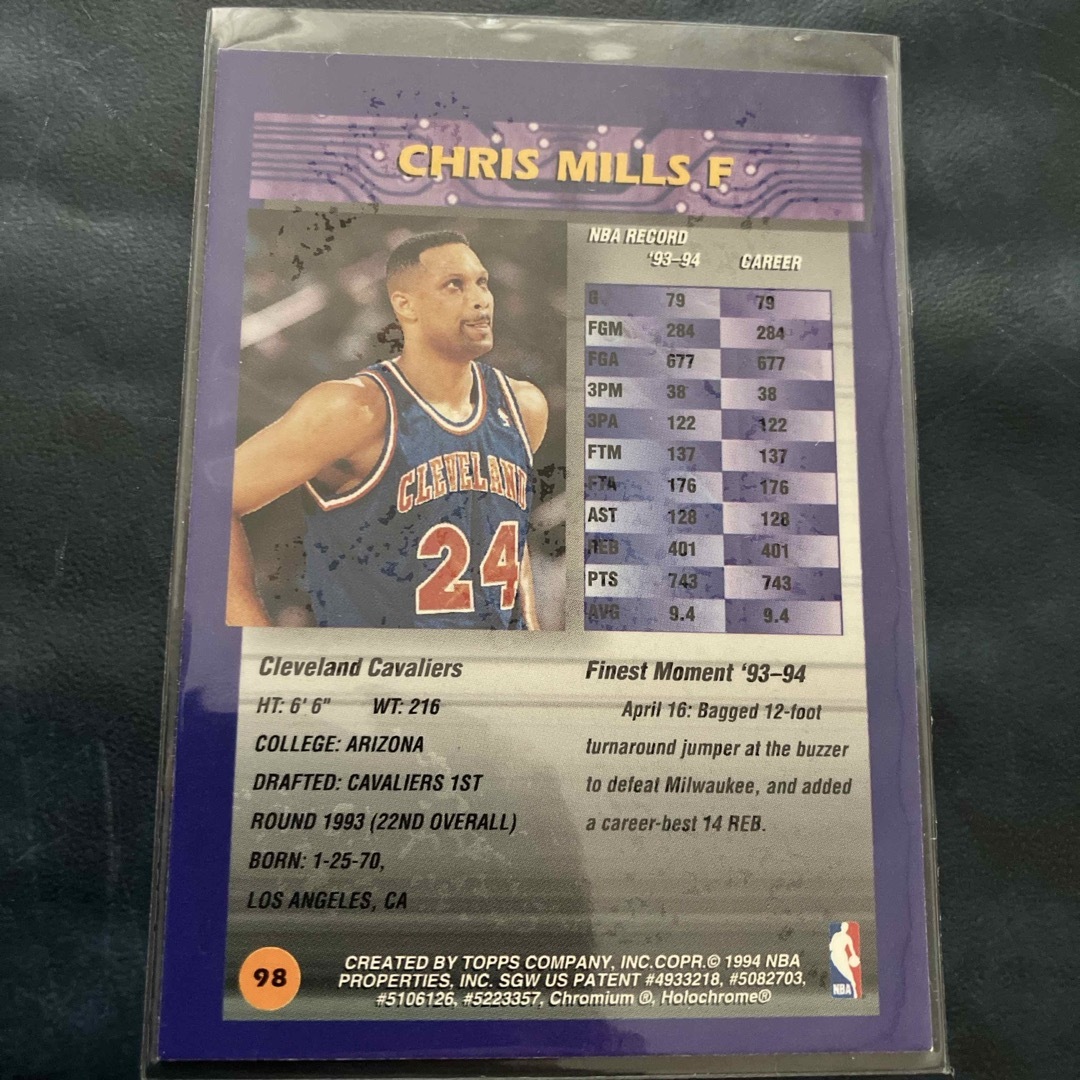 CHRIS MILLS F
NBA RECORD
'93–94 CAREER
G 79 79
FGM 284 284
FGA 677 677
3PM 38 38
3PA 122 122
FTM 137 137
FTA 176 176
AST 128 128
REB 401 401
PTS 743 743
AVG 9.4 9.4
CLEVELAND
24
Cleveland Cavaliers
HT: 6' 6" WT: 216
COLLEGE: ARIZONA
DRAFTED: CAVALIERS 1ST
ROUND 1993 (22ND OVERALL)
BORN: 1-25-70,
LOS ANGELES, CA
Finest Moment '93–94
April 16: Bagged 12-foot
turnaround jumper at the buzzer
to defeat Milwaukee, and added
a career-best 14 REB.
98
CREATED BY TOPPS COMPANY, INC.COPR.© 1994 NBA
PROPERTIES, INC. SGW US PATENT #4933218, #5082703,
#5106126, #5223357, Chromium ®, Holochrome®
NBA